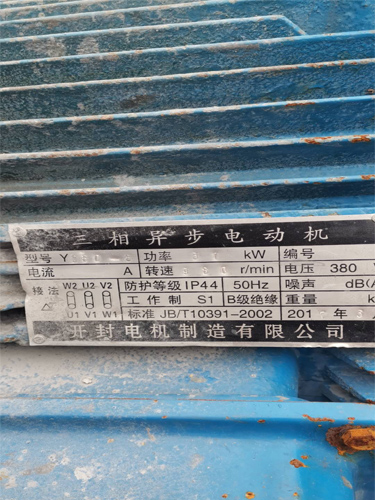 三相异步电动机
型号 Y 功率 kW 编号
电流 A 转速 r/min 电压 380 V
接法 △ W2 U2 V2 U1 V1 W1 防护等级 IP44 50Hz 噪声 dB(A
工作制 S1 B级绝缘 重量 k
标准 JB/T10391-2002 201 年 月
开封电机制造有限公司